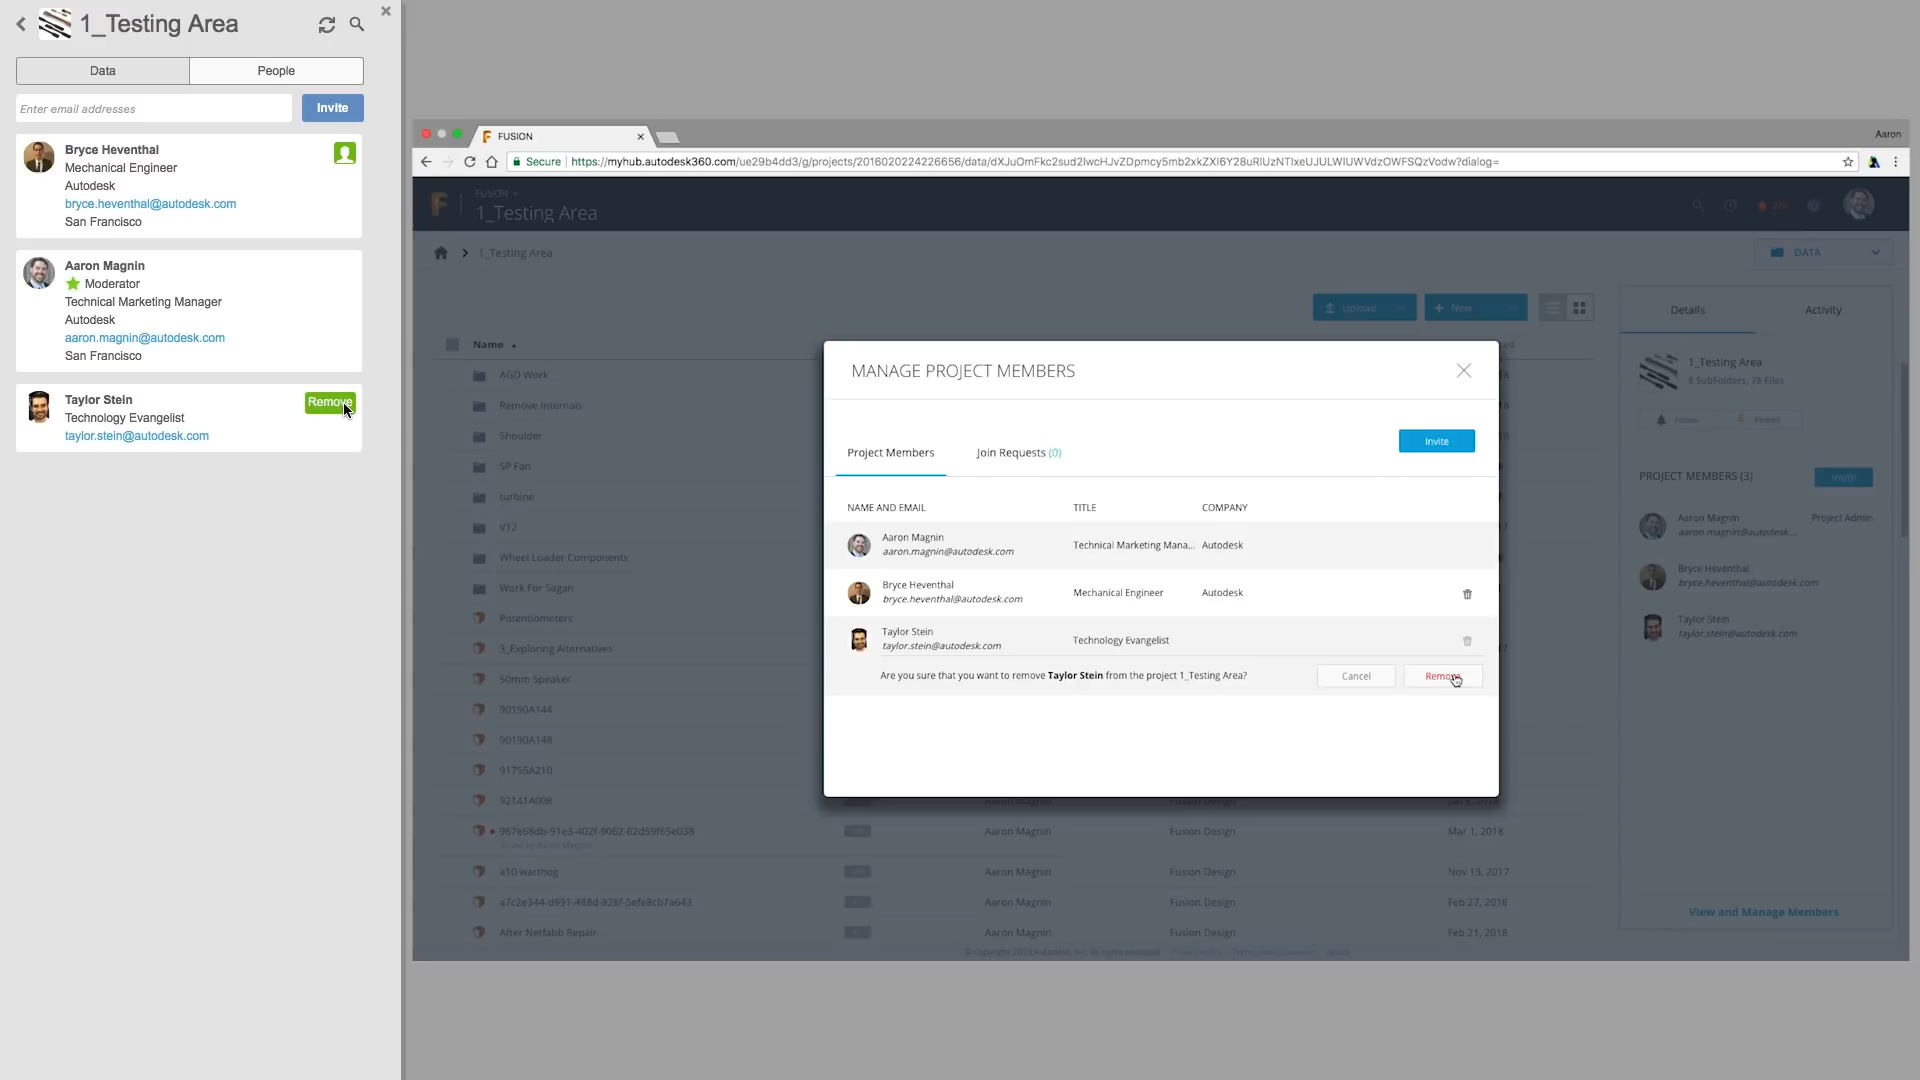 1_Testing Area
Data
People
Enter email addresses
Invite
Bryce Heventhal
Mechanical Engineer
Autodesk
bryce.heventhal@autodesk.com
San Francisco
Aaron Magnin
Moderator
Technical Marketing Manager
Autodesk
aaron.magnin@autodesk.com
San Francisco
Taylor Stein
Remove
Technology Evangelist
taylor.stein@autodesk.com
FUSION
Aaron
Secure
FUSION
1_Testing Area
1_Testing Area
DATA
Upload
New
Details
Activity
Name
1_Testing Area
6 SubFolders, 78 Files
AGD Work
Remove Internals
Shoulder
SP Fan
turbine
V12
Wheel Loader Components
Work For Sagan
Potentiometers
3_Exploring Alternatives
50mm Speaker
90190A144
90190A148
91755A210
92141A008
967e68db-91e3-402f-9062-62d59f65e038
Aaron Magnin
Fusion Design
Mar 1, 2018
a10 warthog
Aaron Magnin
Fusion Design
Nov 13, 2017
a7c2e344-d991-488d-828f-5efe8cb7a643
Aaron Magnin
Fusion Design
Feb 27, 2018
After Netfabb Repair
Aaron Magnin
Fusion Design
Feb 21, 2018
MANAGE PROJECT MEMBERS
Invite
Project Members
Join Requests (0)
NAME AND EMAIL
TITLE
COMPANY
Aaron Magnin
aaron.magnin@autodesk.com
Technical Marketing Mana...
Autodesk
Bryce Heventhal
bryce.heventhal@autodesk.com
Mechanical Engineer
Autodesk
Taylor Stein
taylor.stein@autodesk.com
Technology Evangelist
Are you sure that you want to remove Taylor Stein from the project 1_Testing Area?
Cancel
Remove
PROJECT MEMBERS (3)
Invite
Aaron Magnin
Project Admin
aaron.magnin@autodesk...
Bryce Heventhal
bryce.heventhal@autodesk.com
Taylor Stein
taylor.stein@autodesk.com
View and Manage Members